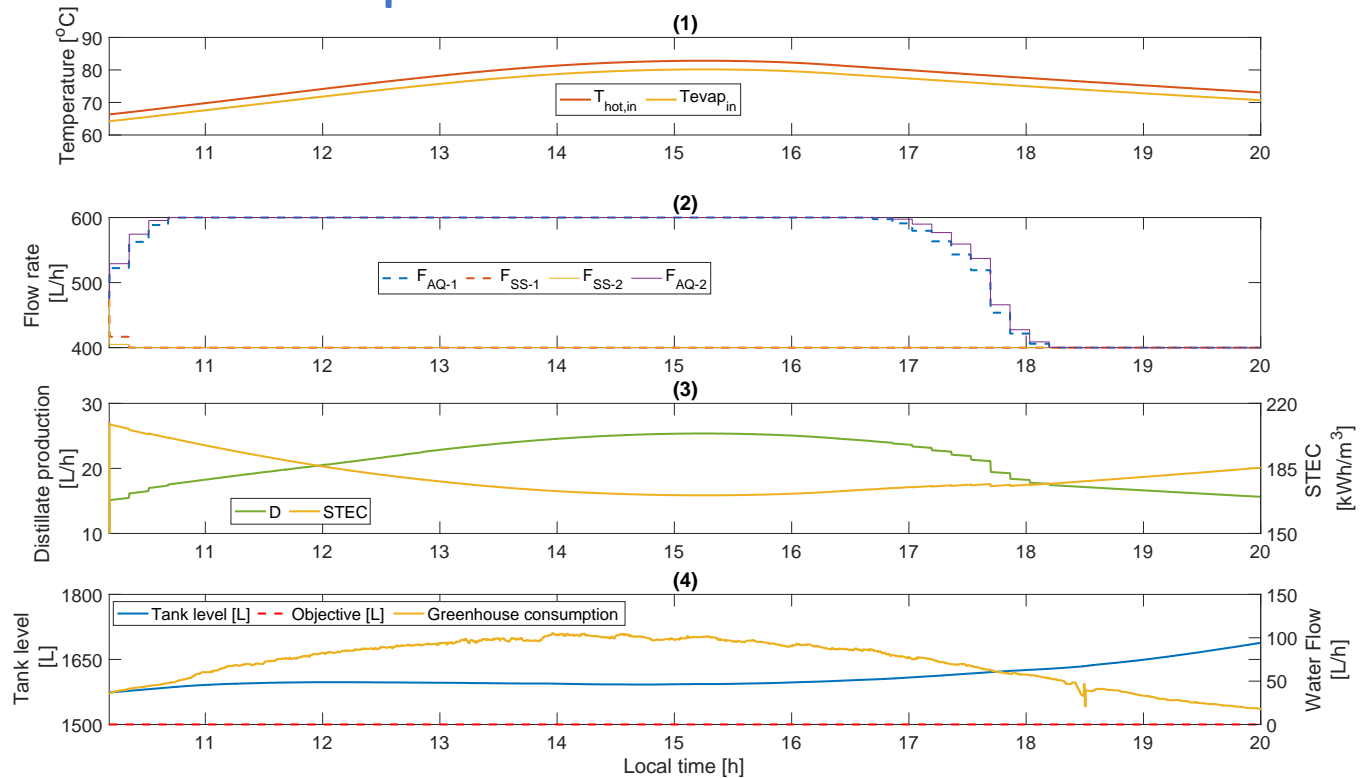 (1)
Temperature [°C]
90
80
70
60
T_hot,in Tevap_in
11 12 13 14 15 16 17 18 19 20
(2)
Flow rate
[L/h]
600
500
400
F_AQ-1 F_SS-1 F_SS-2 F_AQ-2
11 12 13 14 15 16 17 18 19 20
(3)
Distillate production
[L/h]
30
20
10
D STEC
220
185
150
STEC
[kWh/m³]
11 12 13 14 15 16 17 18 19 20
(4)
Tank level
[L]
1800
1650
1500
Tank level [L] Objective [L] Greenhouse consumption
150
100
50
0
Water Flow
[L/h]
11 12 13 14 15 16 17 18 19 20
Local time [h]